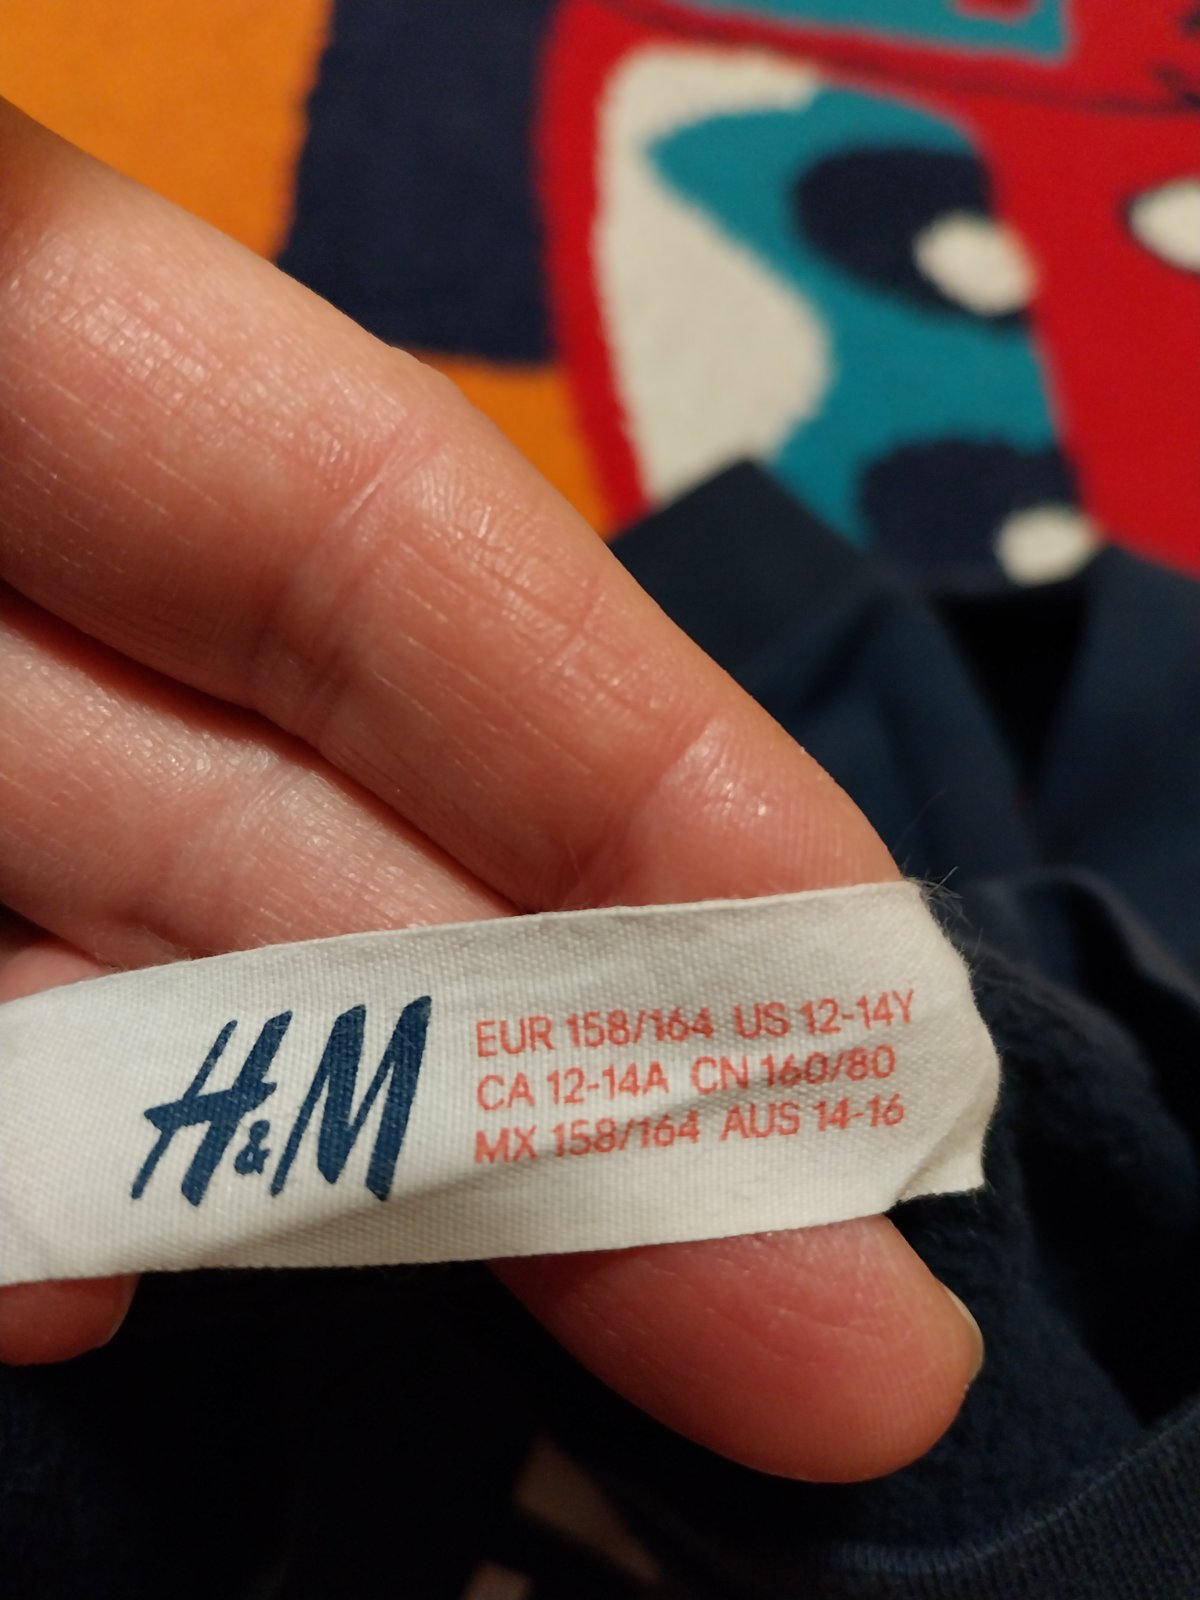 H&M
EUR 158/164 US 12-14Y
CA 12-14A CN 160/80
MX 158/164 AUS 14-16